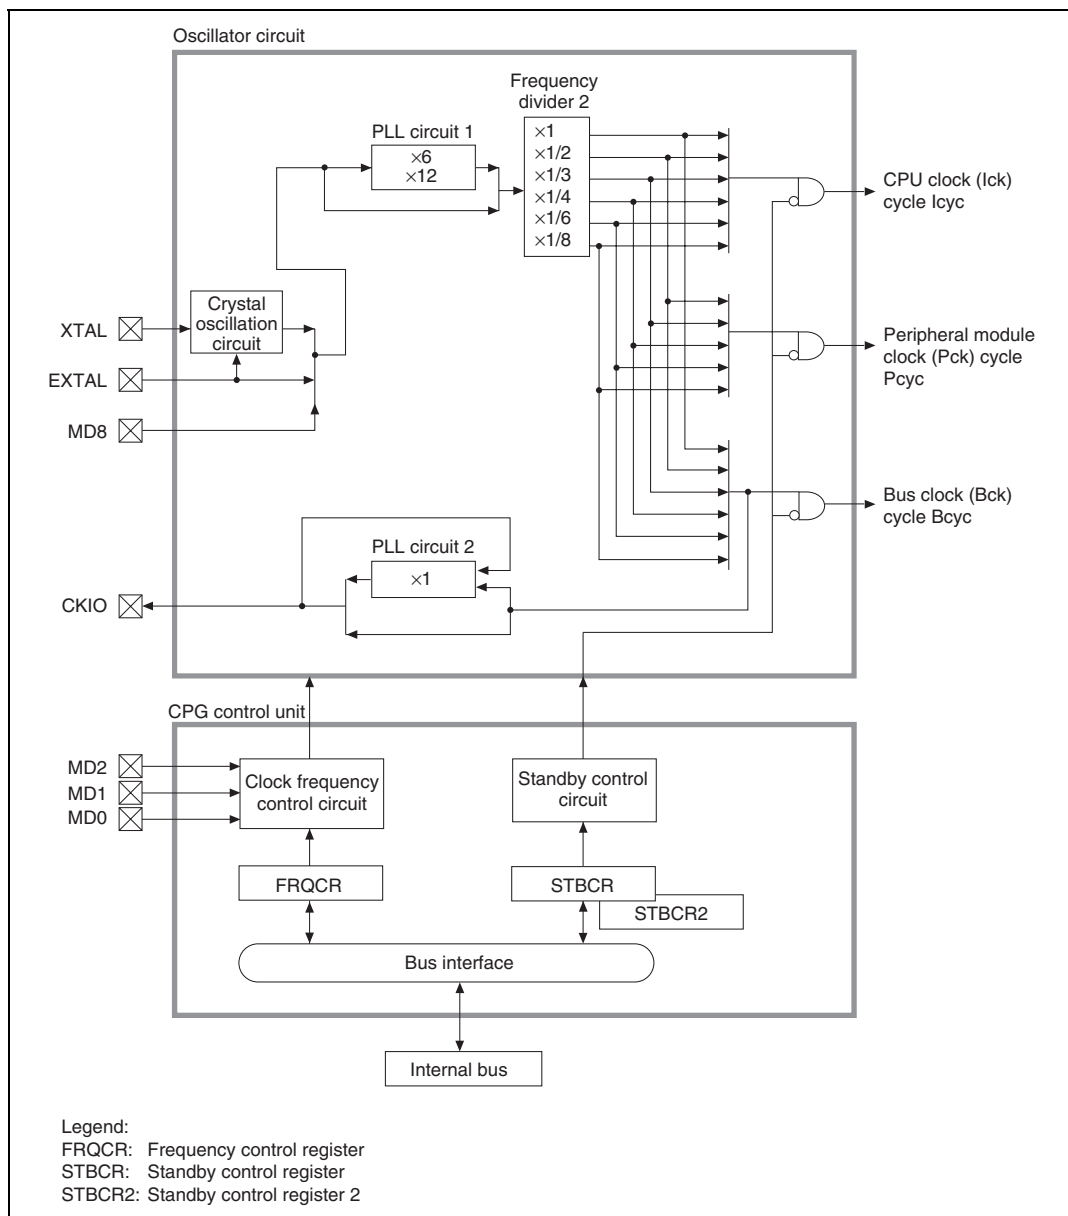 Oscillator circuit
Frequency
divider 2
PLL circuit 1
×6
×12
×1
×1/2
×1/3
×1/4
×1/6
×1/8
CPU clock (Ick)
cycle Icyc
Crystal
oscillation
circuit
XTAL
EXTAL
MD8
Peripheral module
clock (Pck) cycle
Pcyc
Bus clock (Bck)
cycle Bcyc
PLL circuit 2
×1
CKIO
CPG control unit
MD2
MD1
MD0
Clock frequency
control circuit
Standby control
circuit
FRQCR
STBCR
STBCR2
Bus interface
Internal bus
Legend:
FRQCR: Frequency control register
STBCR: Standby control register
STBCR2: Standby control register 2